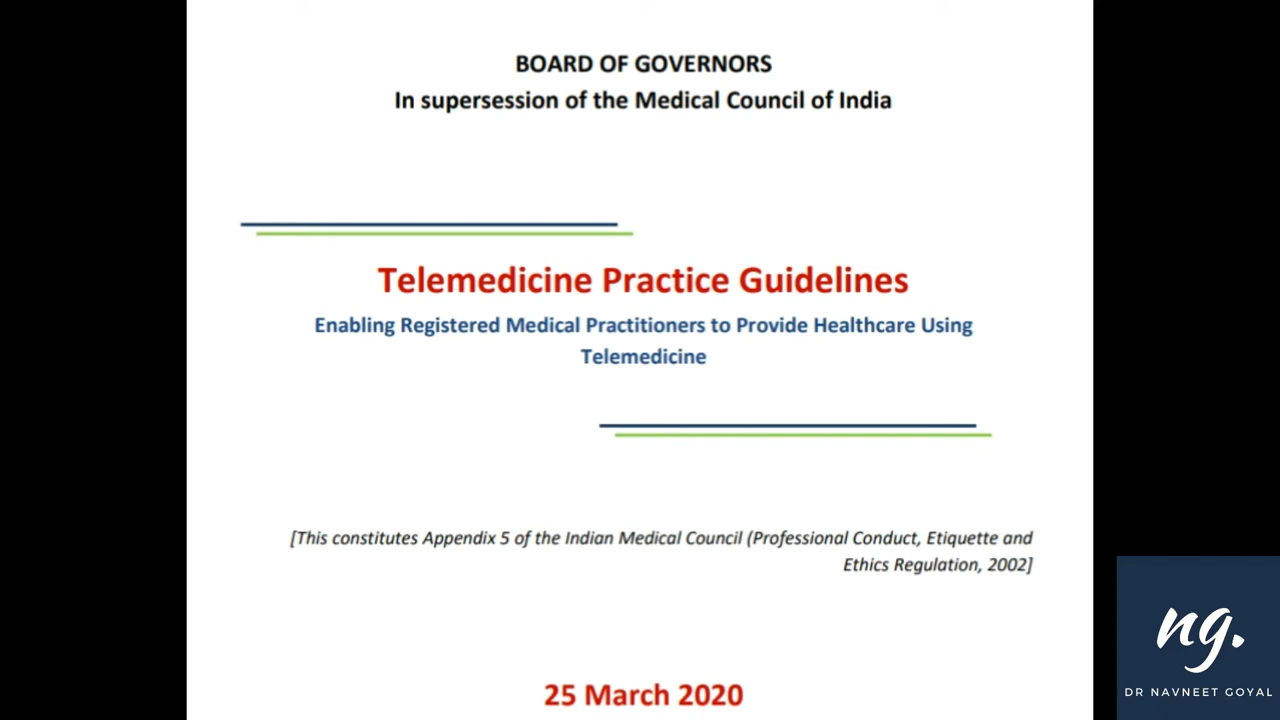 BOARD OF GOVERNORS
In supersession of the Medical Council of India
Telemedicine Practice Guidelines
Enabling Registered Medical Practitioners to Provide Healthcare Using
Telemedicine
[This constitutes Appendix 5 of the Indian Medical Council (Professional Conduct, Etiquette and
Ethics Regulation, 2002]
25 March 2020
ng.
DR NAVNEET GOYAL